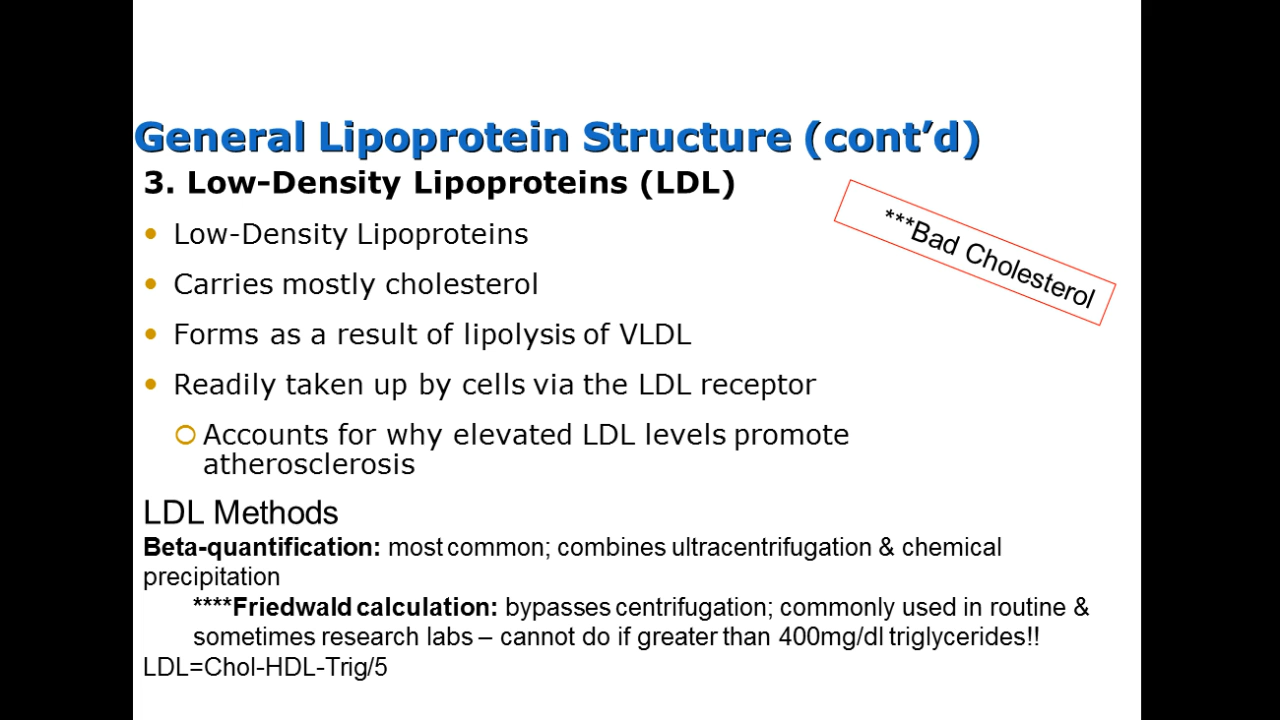 General Lipoprotein Structure (cont’d)
3. Low-Density Lipoproteins (LDL)
***Bad Cholesterol
• Low-Density Lipoproteins
• Carries mostly cholesterol
• Forms as a result of lipolysis of VLDL
• Readily taken up by cells via the LDL receptor
○ Accounts for why elevated LDL levels promote
atherosclerosis
LDL Methods
Beta-quantification: most common; combines ultracentrifugation & chemical
precipitation
****Friedwald calculation: bypasses centrifugation; commonly used in routine &
sometimes research labs – cannot do if greater than 400mg/dl triglycerides!!
LDL=Chol-HDL-Trig/5